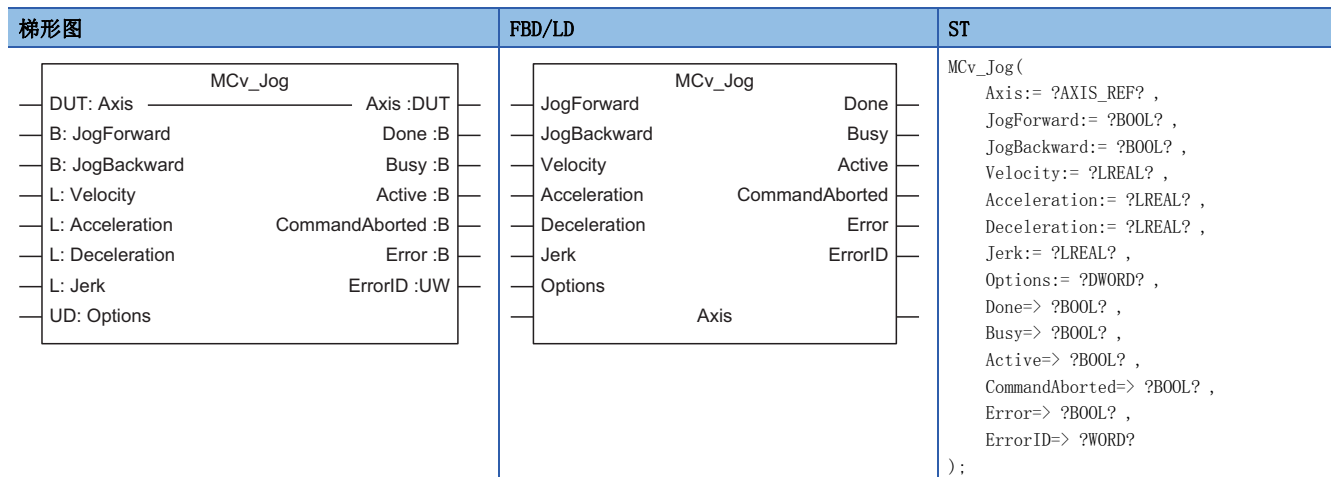 梯形图 FBD/LD ST
MCv_Jog
DUT: Axis Axis :DUT
B: JogForward Done :B
B: JogBackward Busy :B
L: Velocity Active :B
L: Acceleration CommandAborted :B
L: Deceleration Error :B
L: Jerk ErrorID :UW
UD: Options
MCv_Jog
JogForward Done
JogBackward Busy
Velocity Active
Acceleration CommandAborted
Deceleration Error
Jerk ErrorID
Options
Axis
MCv_Jog(
Axis:= ?AXIS_REF? ,
JogForward:= ?BOOL? ,
JogBackward:= ?BOOL? ,
Velocity:= ?LREAL? ,
Acceleration:= ?LREAL? ,
Deceleration:= ?LREAL? ,
Jerk:= ?LREAL? ,
Options:= ?DWORD? ,
Done=> ?BOOL? ,
Busy=> ?BOOL? ,
Active=> ?BOOL? ,
CommandAborted=> ?BOOL? ,
Error=> ?BOOL? ,
ErrorID=> ?WORD?
);